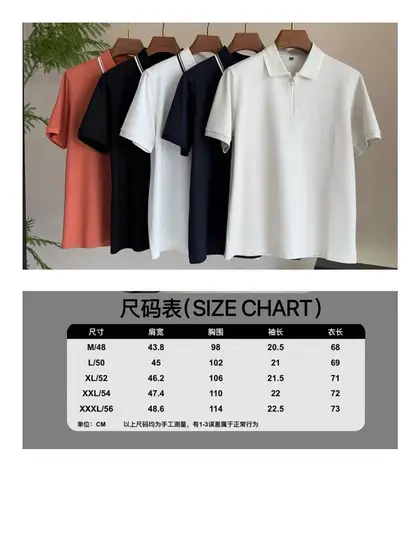 尺码表(SIZE CHART)
尺寸 肩宽 胸围 袖长 衣长
M/48 43.8 98 20.5 68
L/50 45 102 21 69
XL/52 46.2 106 21.5 71
XXL/54 47.4 110 22 72
XXXL/56 48.6 114 22.5 73
单位：CM 以上尺码均为手工测量，有1-3误差属于正常行为